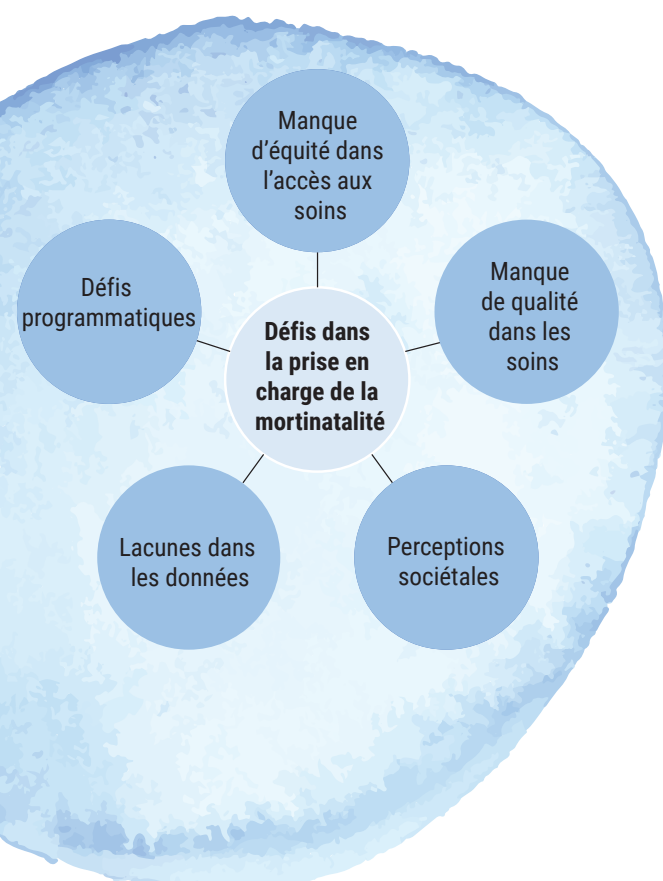 Manque
d'équité dans
l'accès aux
soins
Manque
de qualité
dans les
soins
Défis
programmatiques
Défis dans
la prise en
charge de la
mortinatalité
Lacunes dans
les données
Perceptions
sociétales